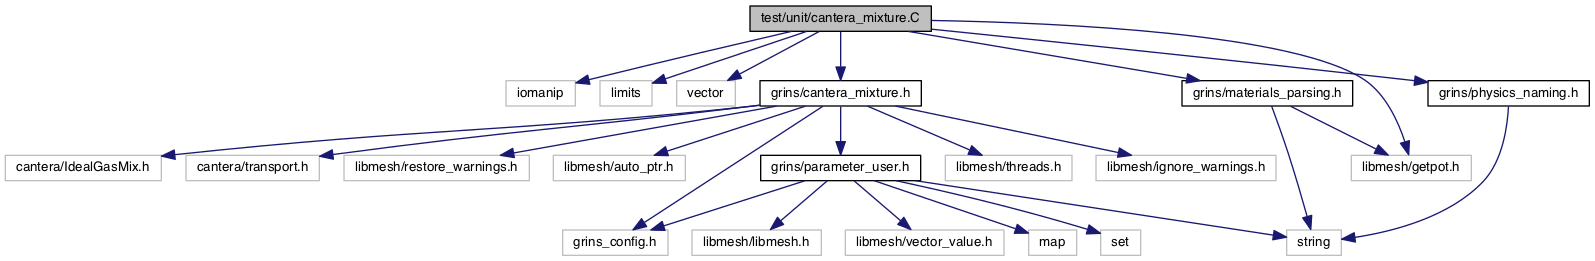 test/unit/cantera_mixture.C
iomanip
limits
vector
grins/cantera_mixture.h
grins/materials_parsing.h
grins/physics_naming.h
cantera/IdealGasMix.h
cantera/transport.h
libmesh/restore_warnings.h
libmesh/auto_ptr.h
grins/parameter_user.h
libmesh/threads.h
libmesh/ignore_warnings.h
libmesh/getpot.h
grins_config.h
libmesh/libmesh.h
libmesh/vector_value.h
map
set
string